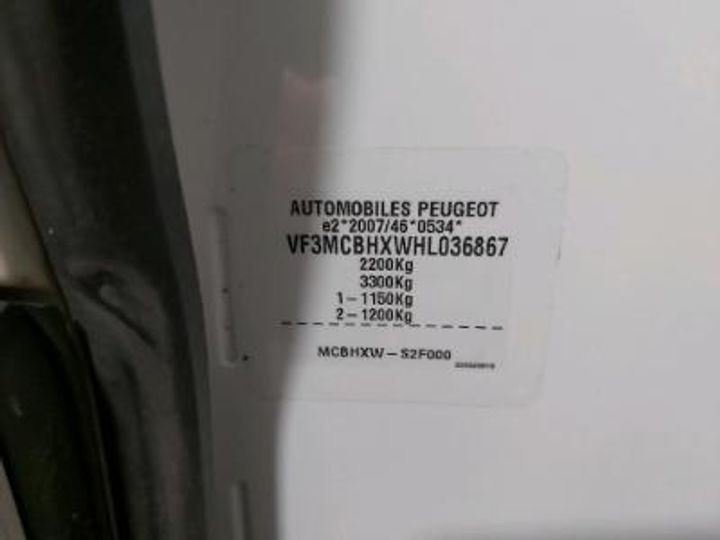 AUTOMOBILES PEUGEOT
e2*2007/46*0534*
VF3MCBHXWHL036867
2200Kg
3300Kg
1-1150Kg
2-1200Kg
MCBHXW-S2F000